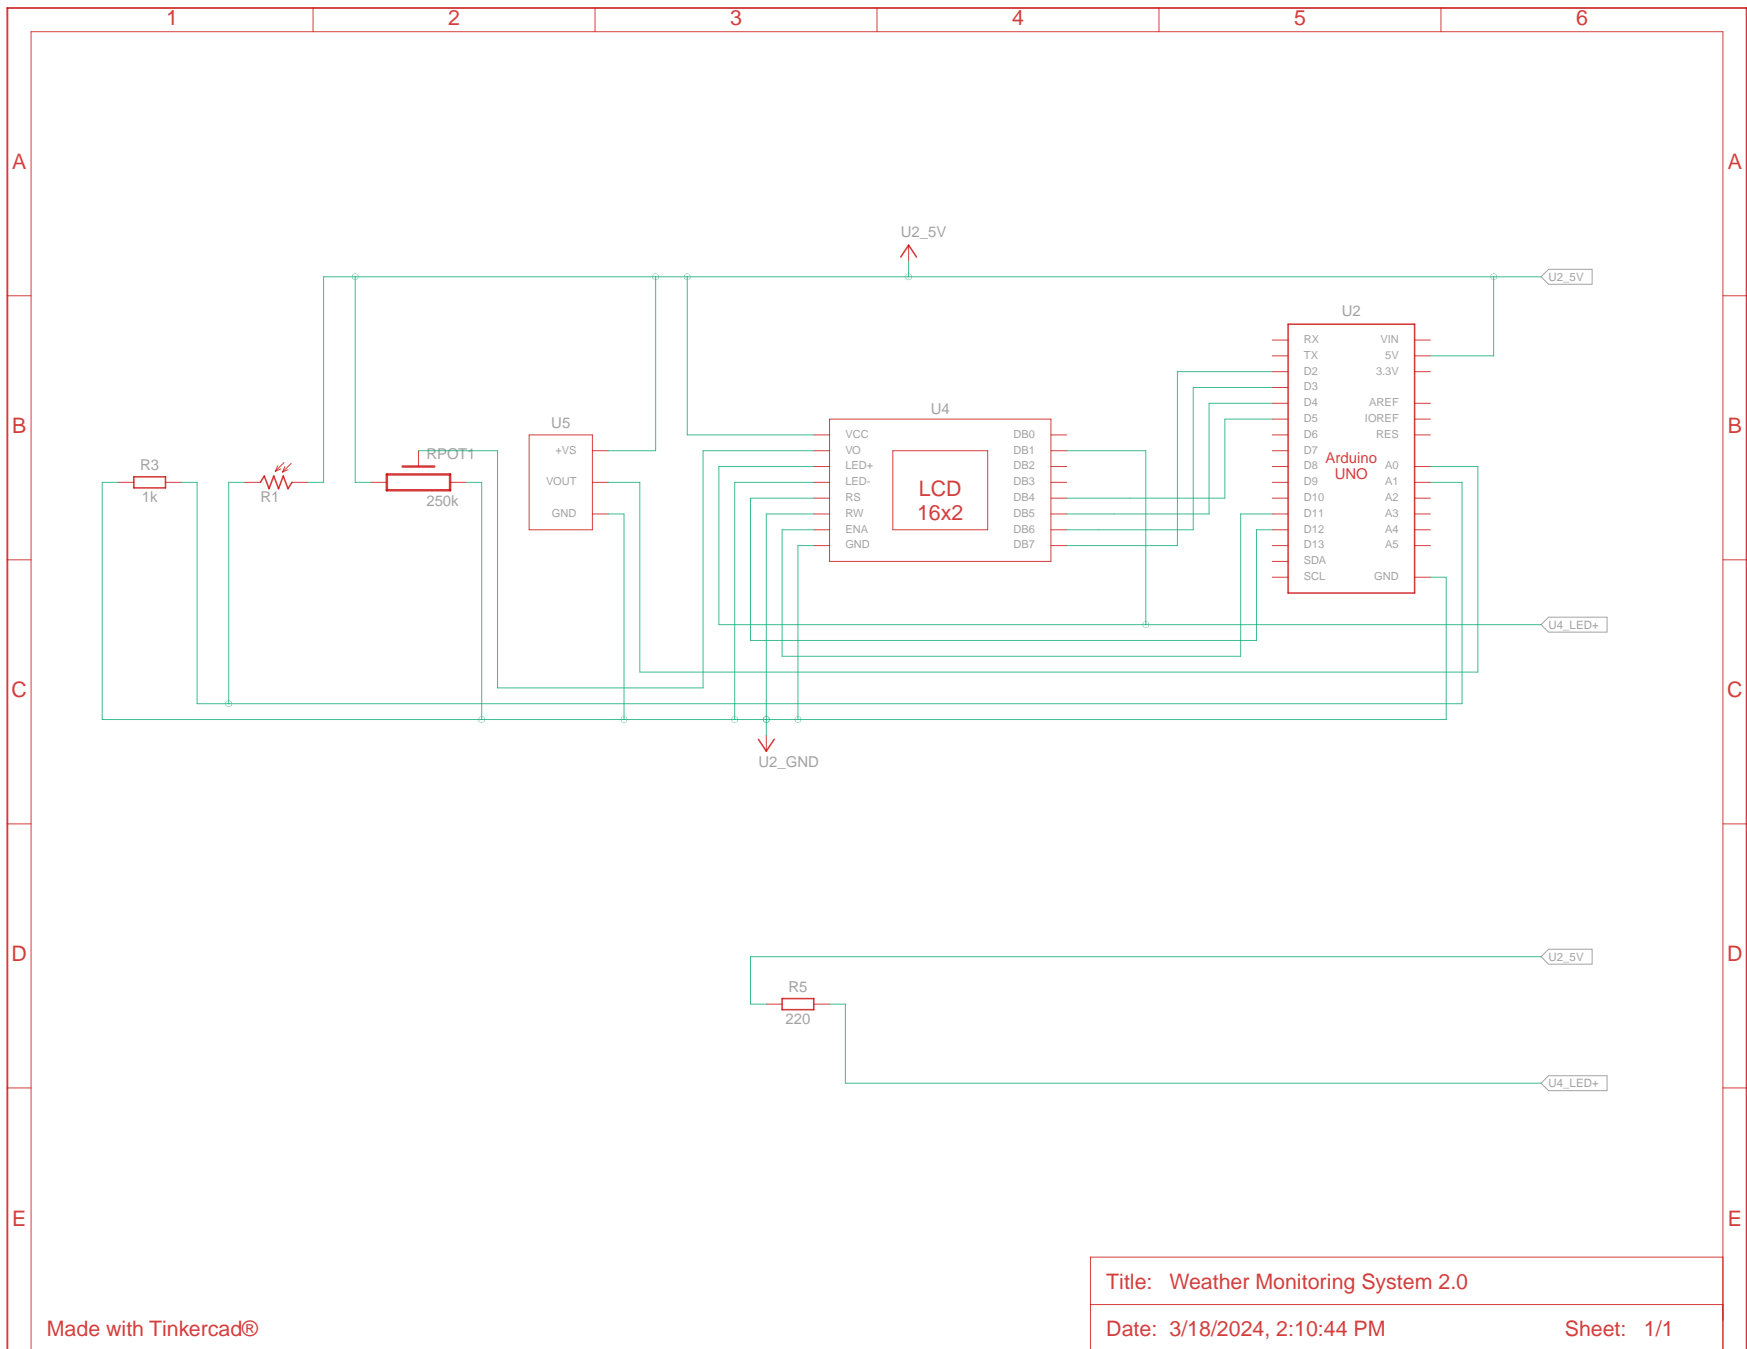 1 2 3 4 5 6
A A
U2_5V
U2_5V
U2
RX VIN
TX 5V
D2 3.3V
D3
D4 AREF
D5 IOREF
D6 RES
D7
D8 A0
D9 A1
D10 A2
D11 A3
D12 A4
D13 A5
SDA
SCL GND
Arduino
UNO
B B
U4
VCC DB0
VO DB1
LED+ DB2
LED- DB3
RS DB4
RW DB5
ENA DB6
GND DB7
LCD
16x2
U5
+VS
VOUT
GND
RPOT1
250k
R3
1k
R1
U4_LED+
C C
U2_GND
D D
U2_5V
R5
220
U4_LED+
E E
Title: Weather Monitoring System 2.0
Made with Tinkercad®
Date: 3/18/2024, 2:10:44 PM Sheet: 1/1